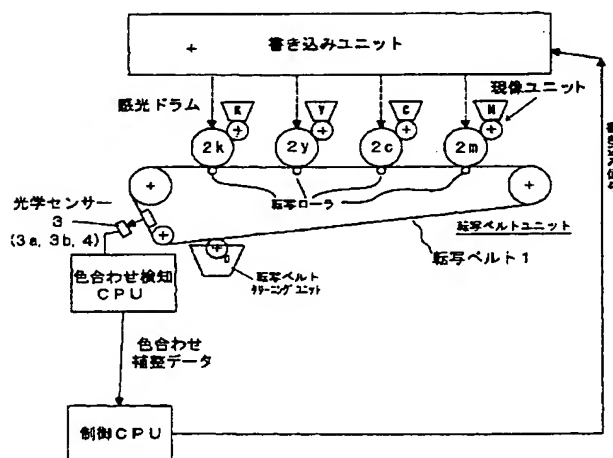 書き込みユニット
感光ドラム
現像ユニット
K
Y
C
M
2k
2y
2c
2m
光学センサー
3
(3a, 3b, 4)
転写ローラ
転写ベルトユニット
転写ベルト1
転写ベルト
クリーニングユニット
色合わせ検知
CPU
色合わせ
補整データ
制御CPU